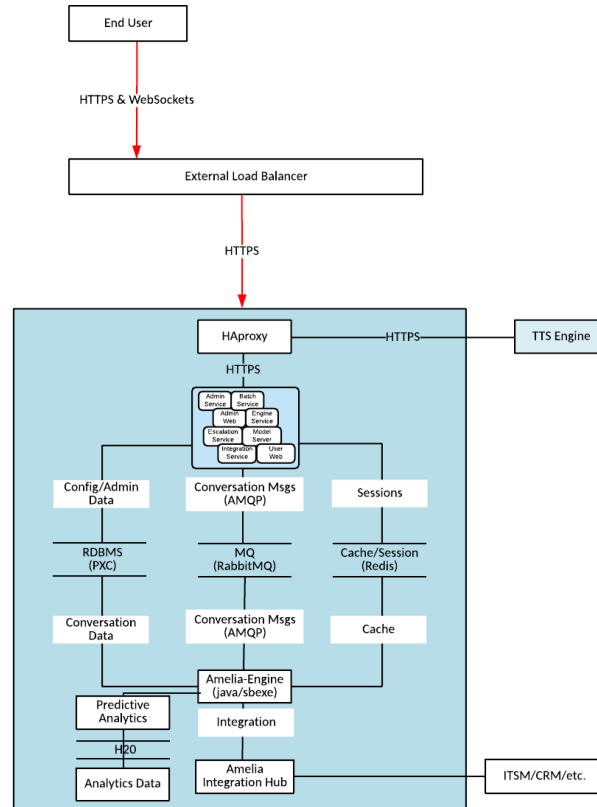 End User
HTTPS & WebSockets
External Load Balancer
HTTPS
HAproxy
HTTPS
TTS Engine
HTTPS
Admin
Service
Batch
Service
Admin
Web
Engine
Service
Escalation
Service
Model
Server
Integration
Service
User
Web
Config/Admin
Data
Conversation Msgs
(AMQP)
Sessions
RDBMS
(PXC)
MQ
(RabbitMQ)
Cache/Session
(Redis)
Conversation
Data
Conversation Msgs
(AMQP)
Cache
Amelia-Engine
(java/sbexe)
Predictive
Analytics
Integration
H20
Analytics Data
Amelia
Integration Hub
ITSM/CRM/etc.